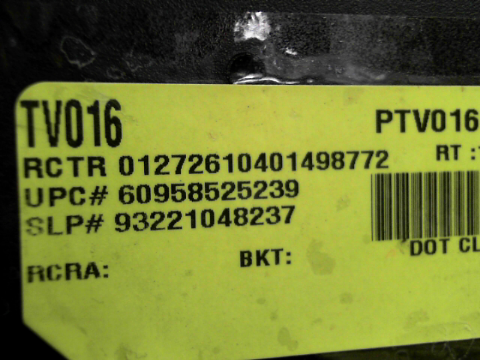 TV016 PTV016
RCTR 01272610401498772 RT :
UPC# 60958525239
SLP# 93221048237
DOT CL
RCRA: BKT: